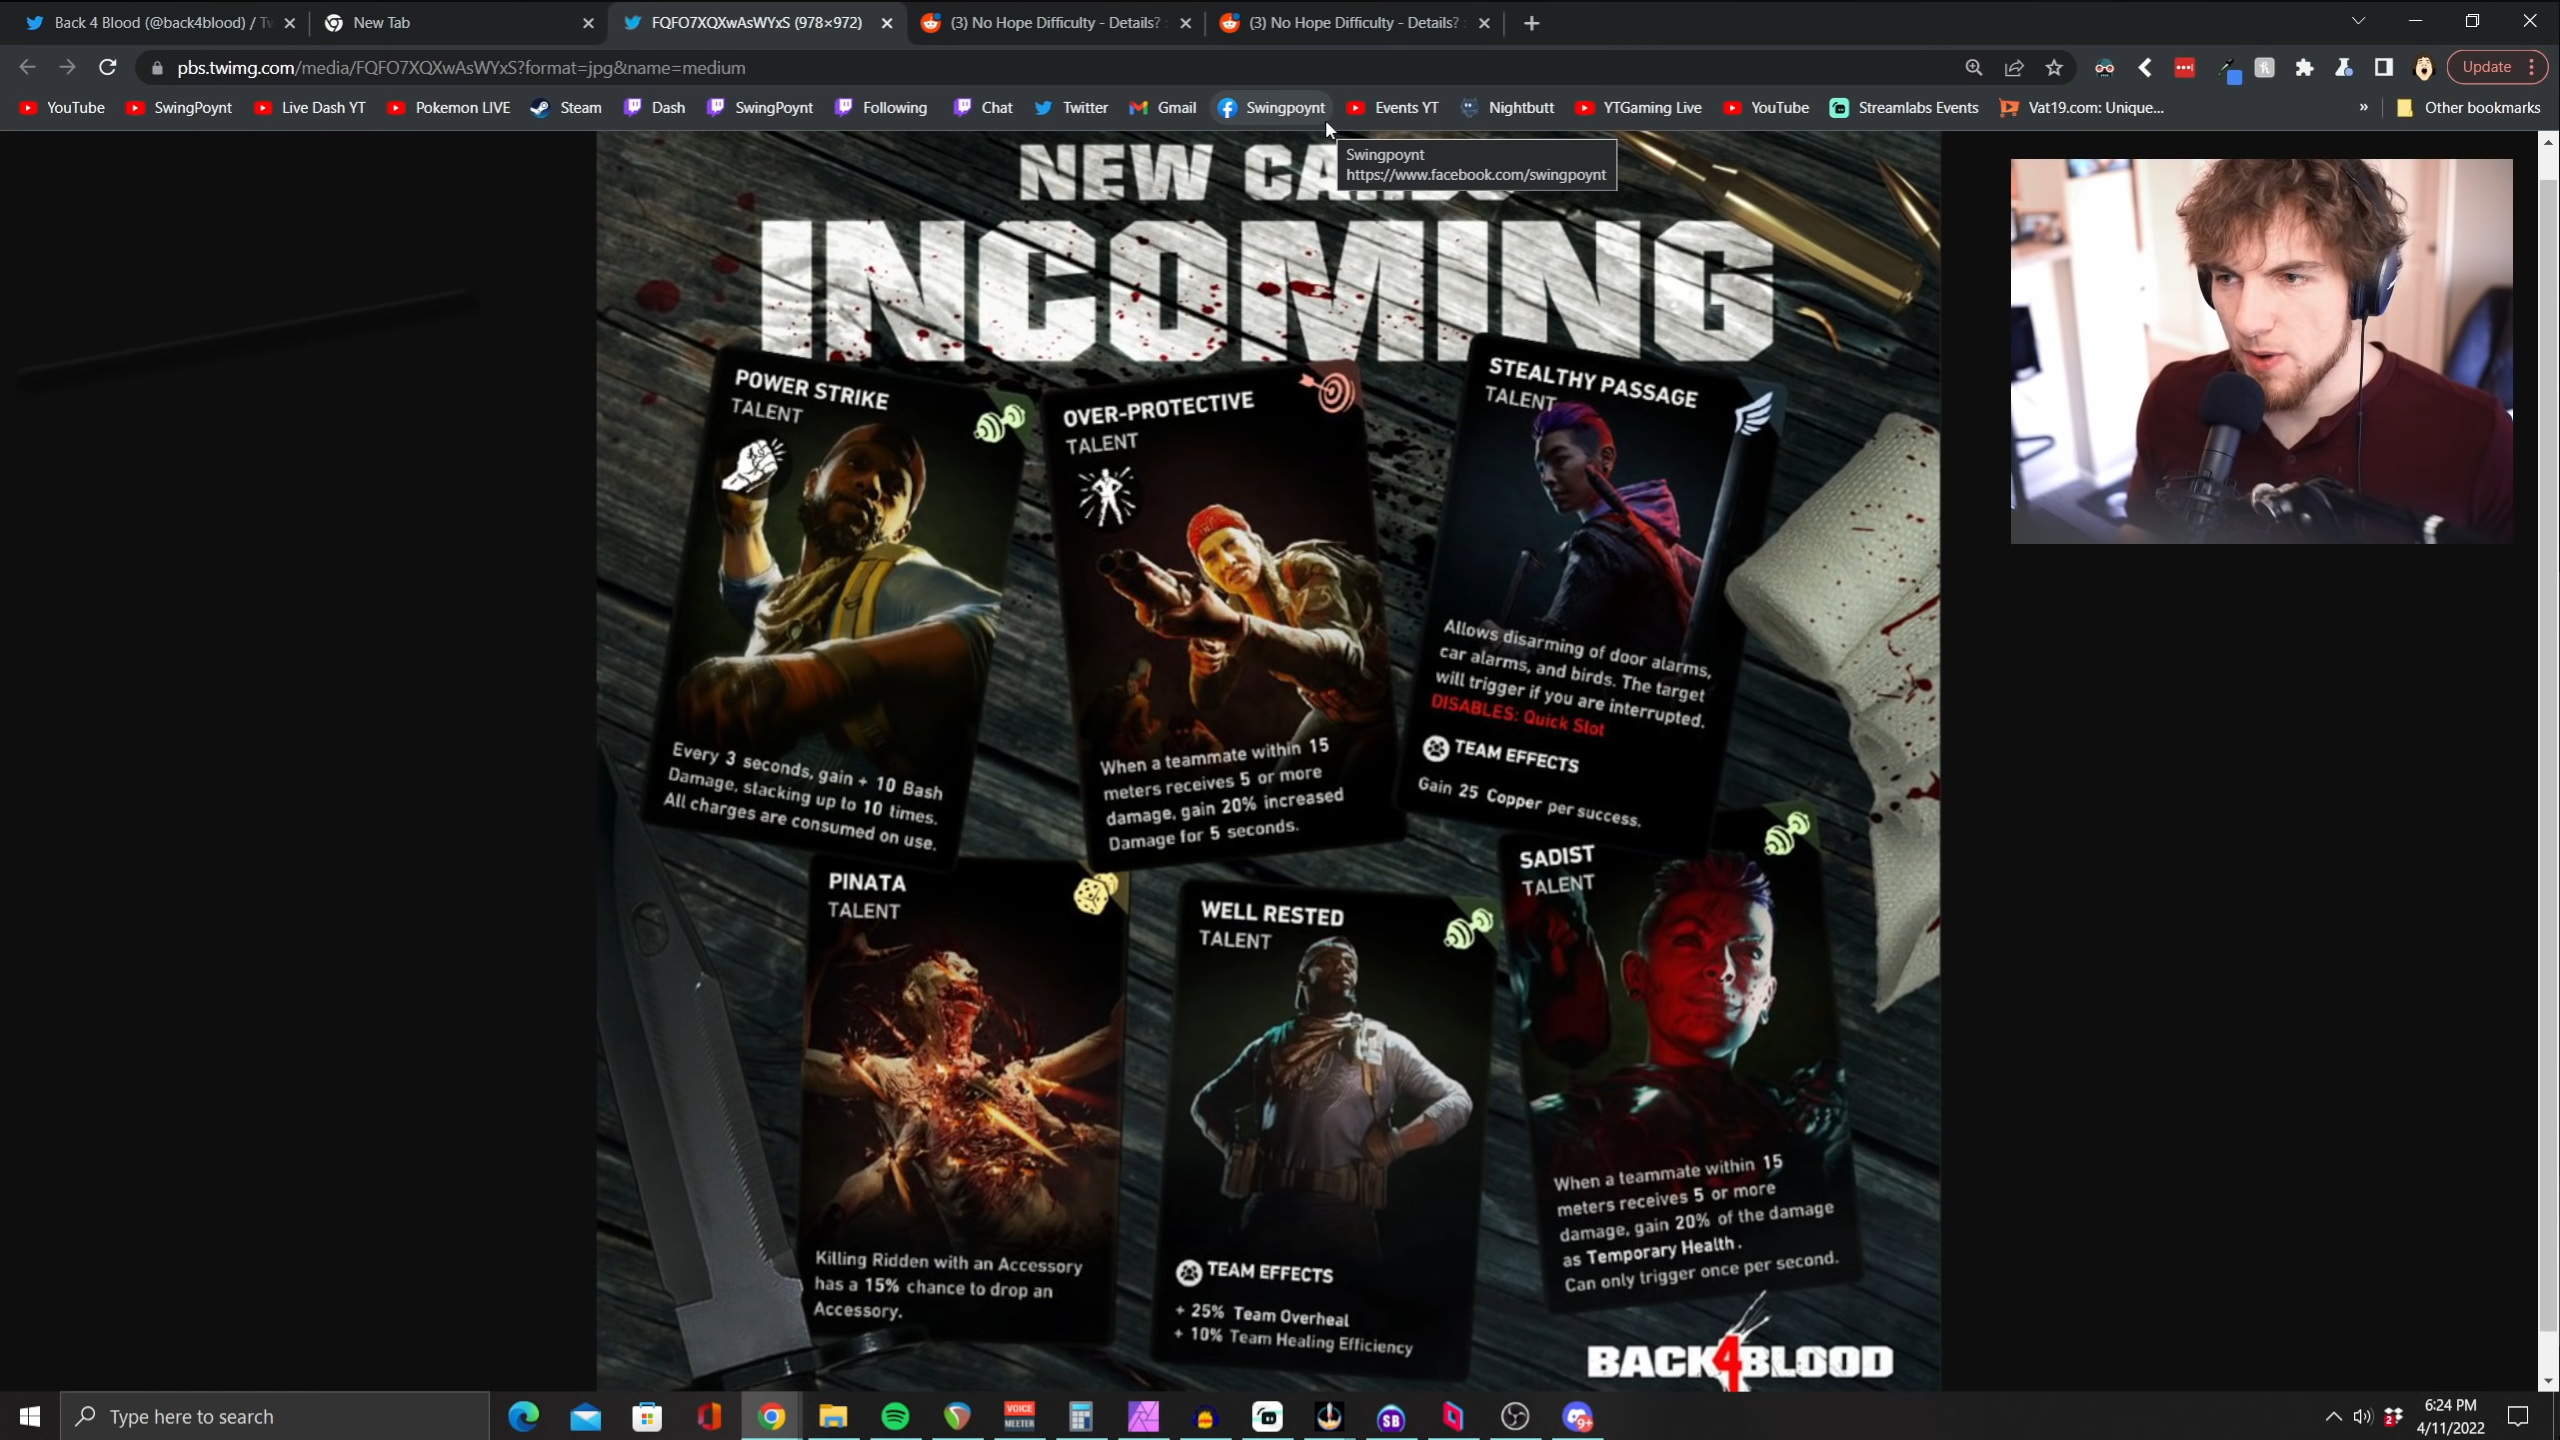 Back 4 Blood (@back4blood) / Tw
New Tab
FQFO7XQXwAsWYxS (978×972)
(3) No Hope Difficulty - Details? :
(3) No Hope Difficulty - Details? :
pbs.twimg.com/media/FQFO7XQXwAsWYxS?format=jpg&name=medium
Update
YouTube
SwingPoynt
Live Dash YT
Pokemon LIVE
Steam
Dash
SwingPoynt
Following
Chat
Twitter
Gmail
Swingpoynt
Events YT
Nightbutt
YTGaming Live
YouTube
Streamlabs Events
Vat19.com: Unique...
»
Other bookmarks
Swingpoynt
https://www.facebook.com/swingpoynt
NEW CARDS
INCOMING
POWER STRIKE
TALENT
Every 3 seconds, gain + 10 Bash
Damage, stacking up to 10 times.
All charges are consumed on use.
OVER-PROTECTIVE
TALENT
When a teammate within 15
meters receives 5 or more
damage, gain 20% increased
Damage for 5 seconds.
STEALTHY PASSAGE
TALENT
Allows disarming of door alarms,
car alarms, and birds. The target
will trigger if you are interrupted.
DISABLES: Quick Slot
TEAM EFFECTS
Gain 25 Copper per success.
PINATA
TALENT
Killing Ridden with an Accessory
has a 15% chance to drop an
Accessory.
WELL RESTED
TALENT
TEAM EFFECTS
+ 25% Team Overheal
+ 10% Team Healing Efficiency
SADIST
TALENT
When a teammate within 15
meters receives 5 or more
damage, gain 20% of the damage
as Temporary Health.
Can only trigger once per second.
BACK4BLOOD
Type here to search
VOICE
MEETER
SB
9+
2
6:24 PM
4/11/2022